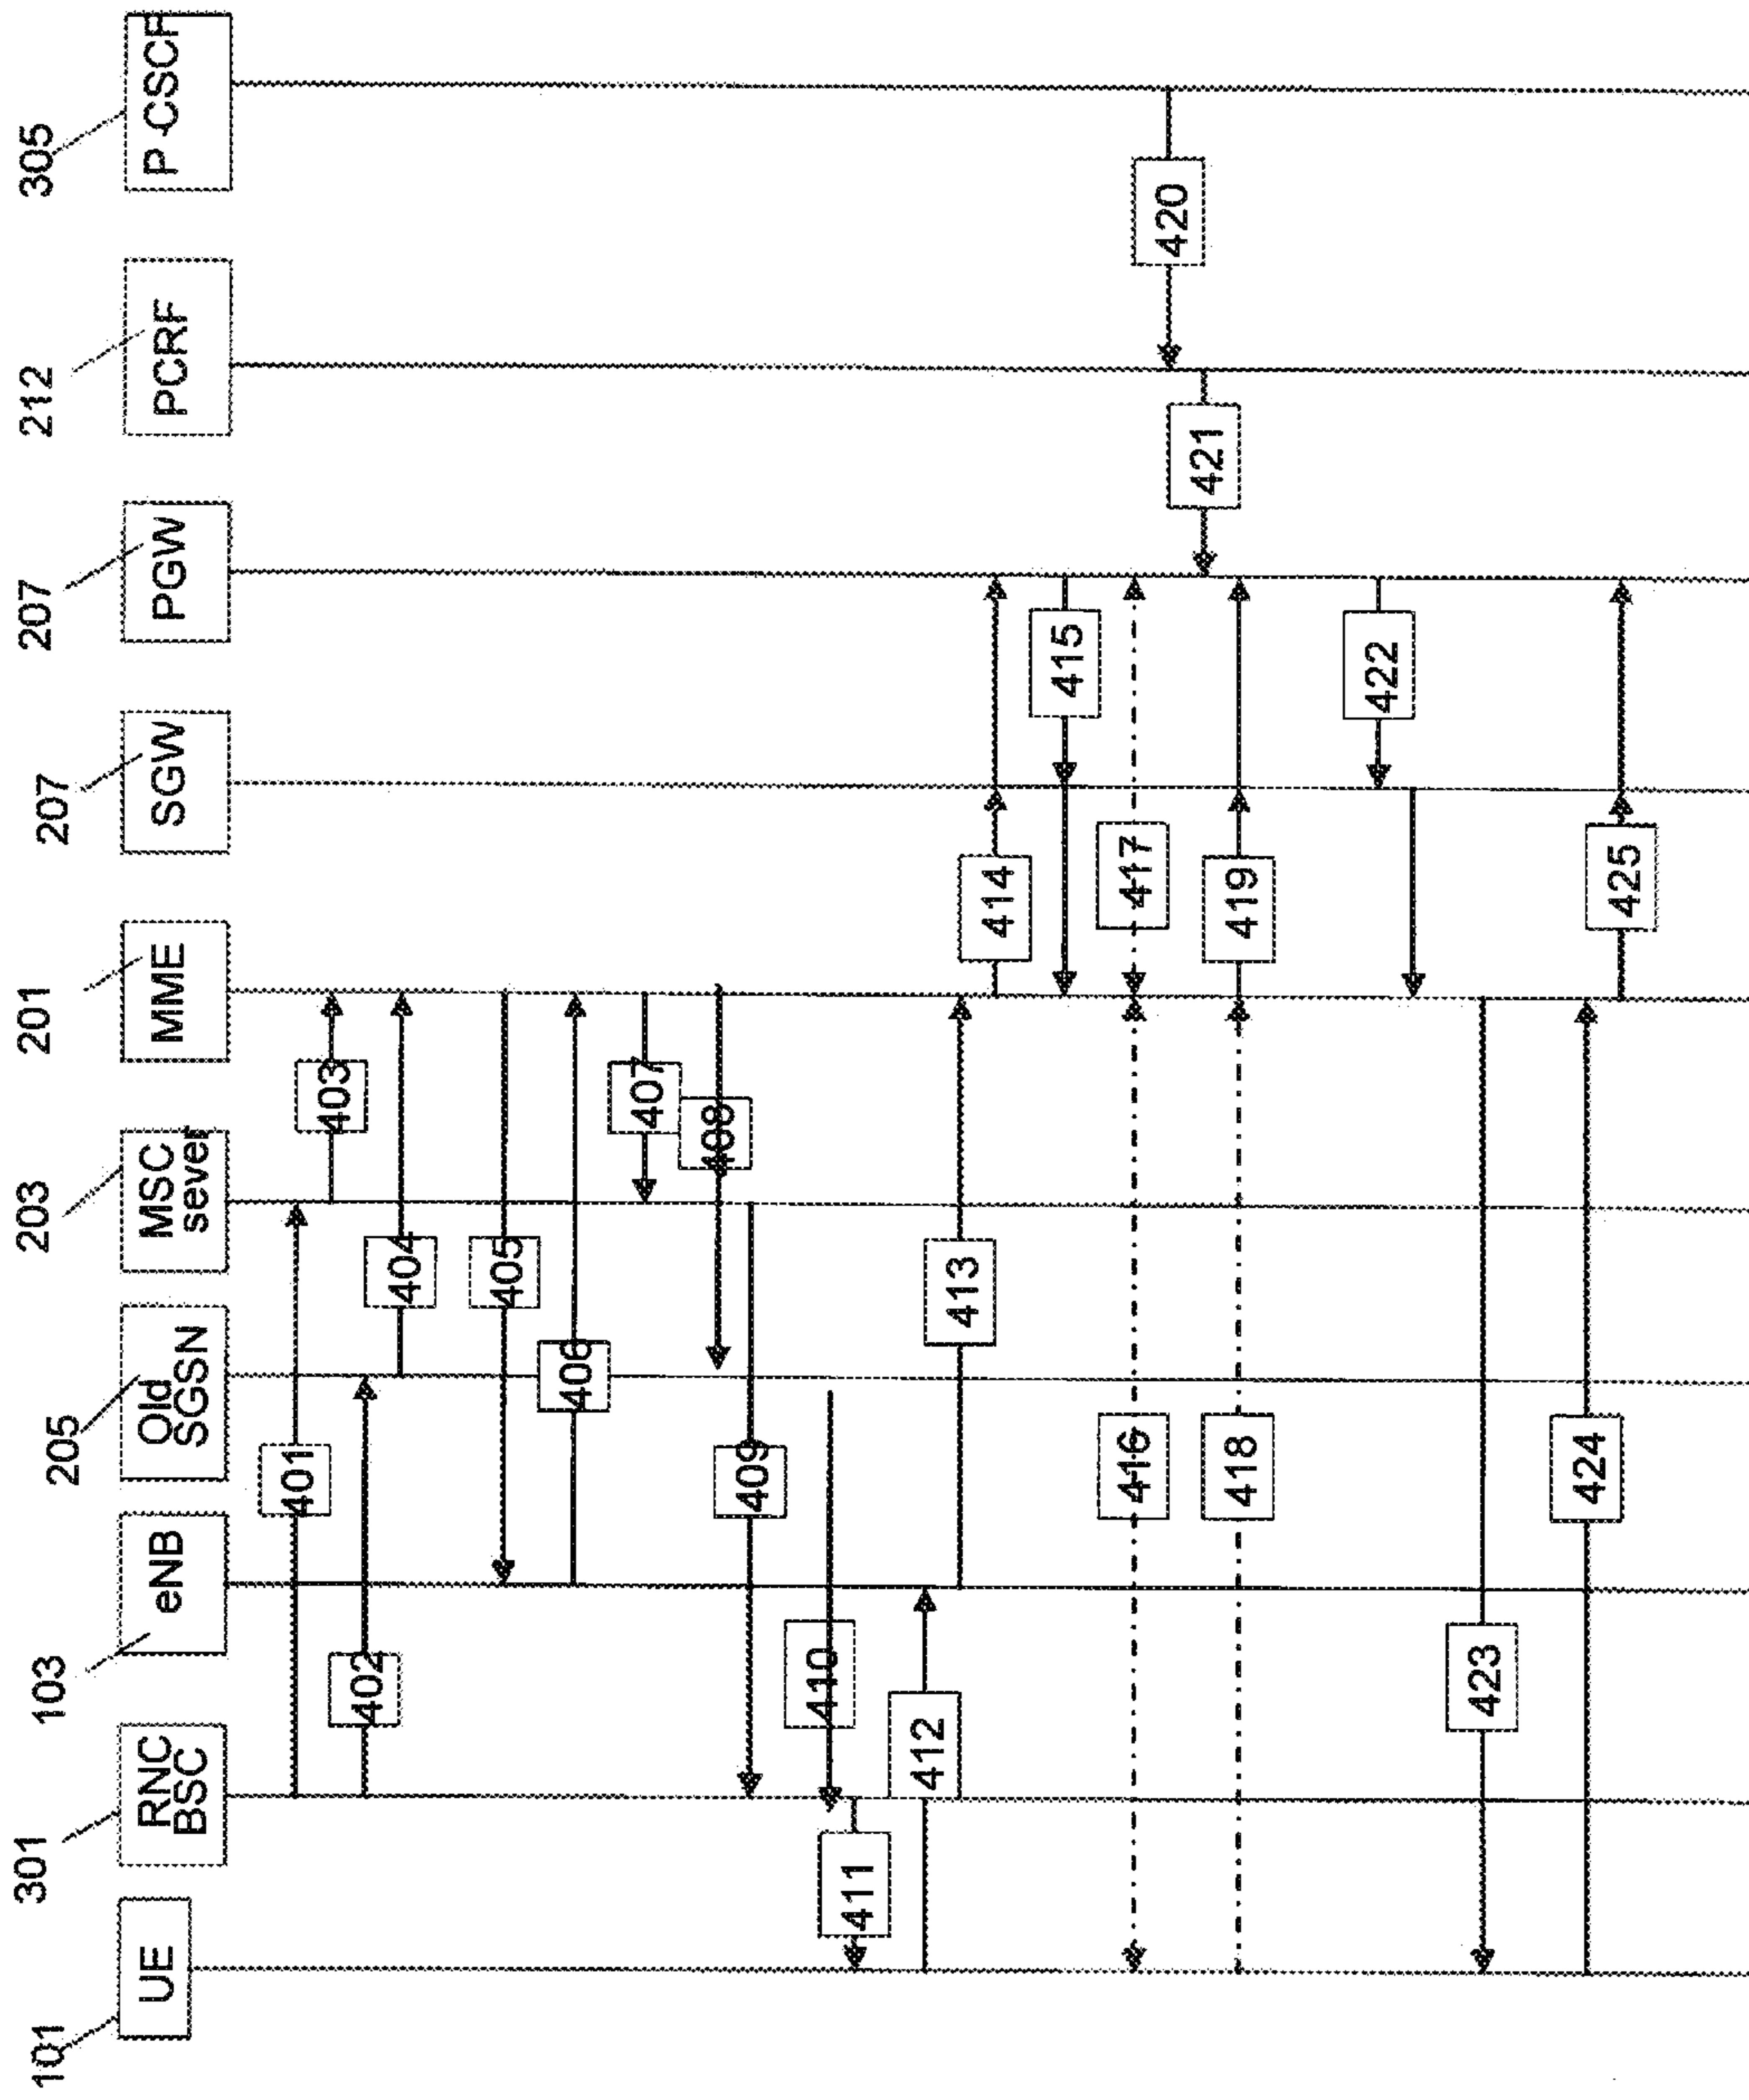 101
UE
301
RNC
BSC
103
eNB
205
Old
SGSN
203
MSC
sever
201
MME
207
SGW
207
PGW
212
PCRF
305
P-CSCF
401
402
403
404
405
406
407
408
409
410
411
412
413
414
415
416
417
418
419
420
421
422
423
424
425